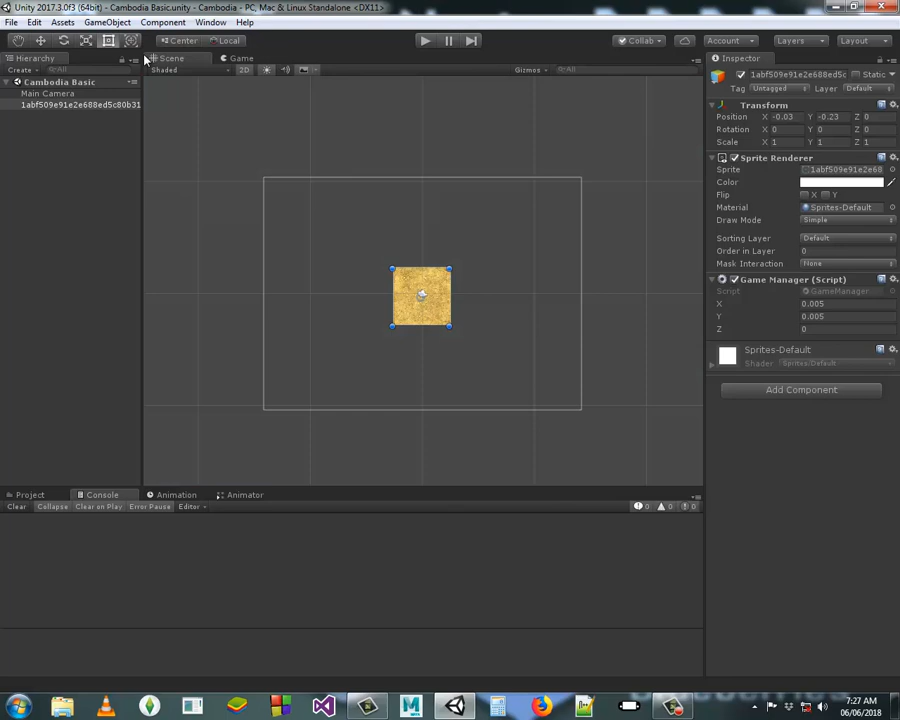 Unity 2017.3.0f3 (64bit) - Cambodia Basic.unity - Cambodia - PC, Mac & Linux Standalone <DX11>
File Edit Assets GameObject Component Window Help
Center Local Collab Account Layers Layout
Hierarchy Scene Game Inspector
Create All Shaded 2D Gizmos All
1abf509e91e2e688ed5c Static
Cambodia Basic
Tag Untagged Layer Default
Main Camera
1abf509e91e2e688ed5c80b31
Transform
Position X -0.03 Y -0.23 Z 0
Rotation X 0 Y 0 Z 0
Scale X 1 Y 1 Z 1
Sprite Renderer
Sprite 1abf509e91e2e68
Color
Flip X Y
Material Sprites-Default
Draw Mode Simple
Sorting Layer Default
Order in Layer 0
Mask Interaction None
Game Manager (Script)
Script GameManager
X 0.005
Y 0.005
Z 0
Sprites-Default
Shader Sprites/Default
Add Component
Project Console Animation Animator
Clear Collapse Clear on Play Error Pause Editor 0 0 0
7:27 AM
06/06/2018